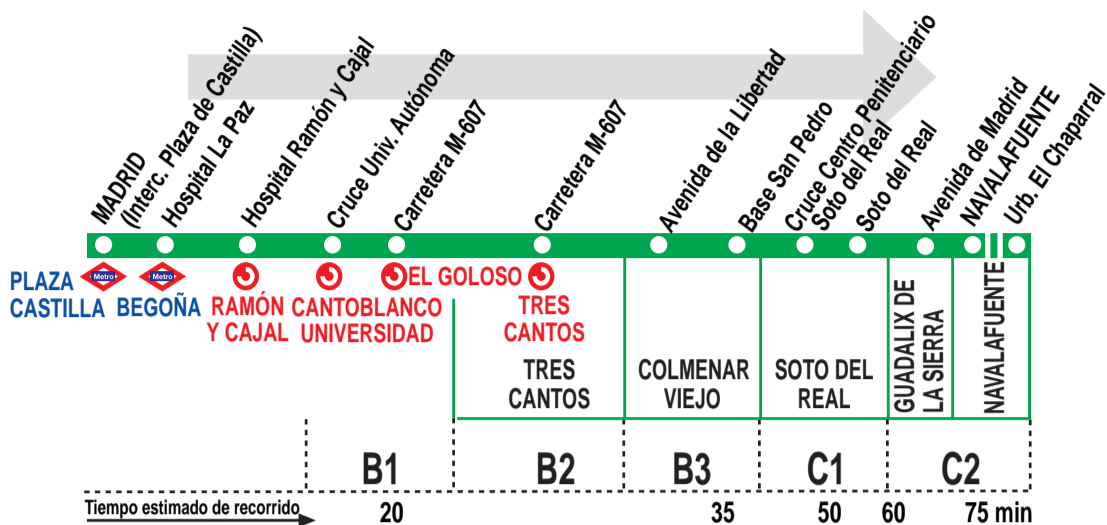 MADRID
(Interc. Plaza de Castilla)
Hospital La Paz
Hospital Ramón y Cajal
Cruce Univ. Autónoma
Carretera M-607
Carretera M-607
Avenida de la Libertad
Base San Pedro
Cruce Centro Penitenciario
Soto del Real
Soto del Real
Avenida de Madrid
NAVALAFUENTE
Urb. El Chaparral
Metro
Metro
PLAZA
CASTILLA
BEGOÑA
RAMÓN
Y CAJAL
CANTOBLANCO
UNIVERSIDAD
EL GOLOSO
TRES
CANTOS
TRES
CANTOS
COLMENAR
VIEJO
SOTO DEL
REAL
GUADALIX DE
LA SIERRA
NAVALAFUENTE
B1 B2 B3 C1 C2
Tiempo estimado de recorrido 20 35 50 60 75 min